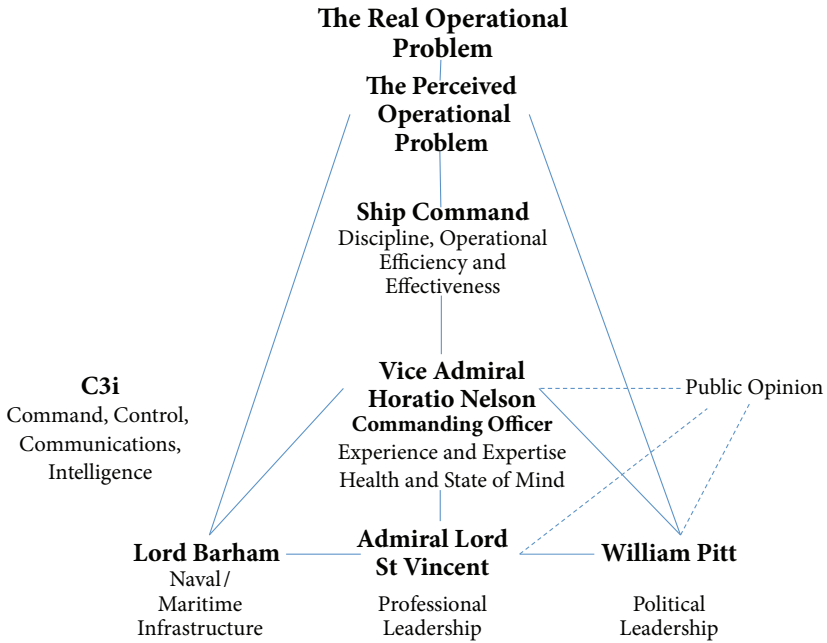 The Real Operational
Problem
The Perceived
Operational
Problem
Ship Command
Discipline, Operational
Efficiency and
Effectiveness
C3i
Command, Control,
Communications,
Intelligence
Vice Admiral
Horatio Nelson
Commanding Officer
Experience and Expertise
Health and State of Mind
Public Opinion
Lord Barham
Naval/
Maritime
Infrastructure
Admiral Lord
St Vincent
Professional
Leadership
William Pitt
Political
Leadership